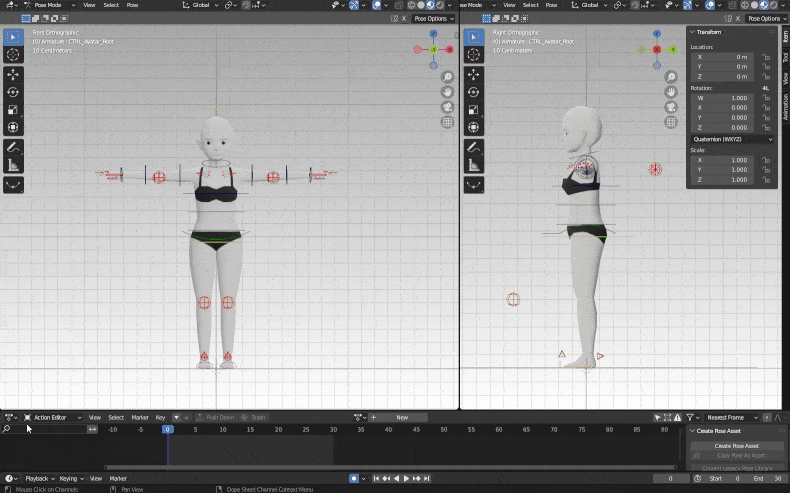 Pose Mode View Select Pose Global Pose Mode View Select Pose Global
Pose Options Pose Options
Front Orthographic
(0) Armature : CTRL_Avatar_Root
10 Centimeters
Right Orthographic
(0) Armature : CTRL_Avatar_Root
10 Centimeters
Transform
Location:
X 0 m
Y 0 m
Z 0 m
Rotation: 4L
W 1.000
X 0.000
Y 0.000
Z 0.000
Quaternion (WXYZ)
Scale:
X 1.000
Y 1.000
Z 1.000
Item
Tool
View
Animation
Action Editor View Select Marker Key Push Down Stash New Nearest Frame
-10 -5 0 5 10 15 20 25 30 35 40 45 50 55 60 65 70 75 80 85 90
Create Pose Asset
Create Pose Asset
Copy Pose As Asset
Convert Legacy Pose Library
Playback Keying View Marker 0 Start 0 End 30
Mouse Click on Channels Pan View Dope Sheet Channel Context Menu